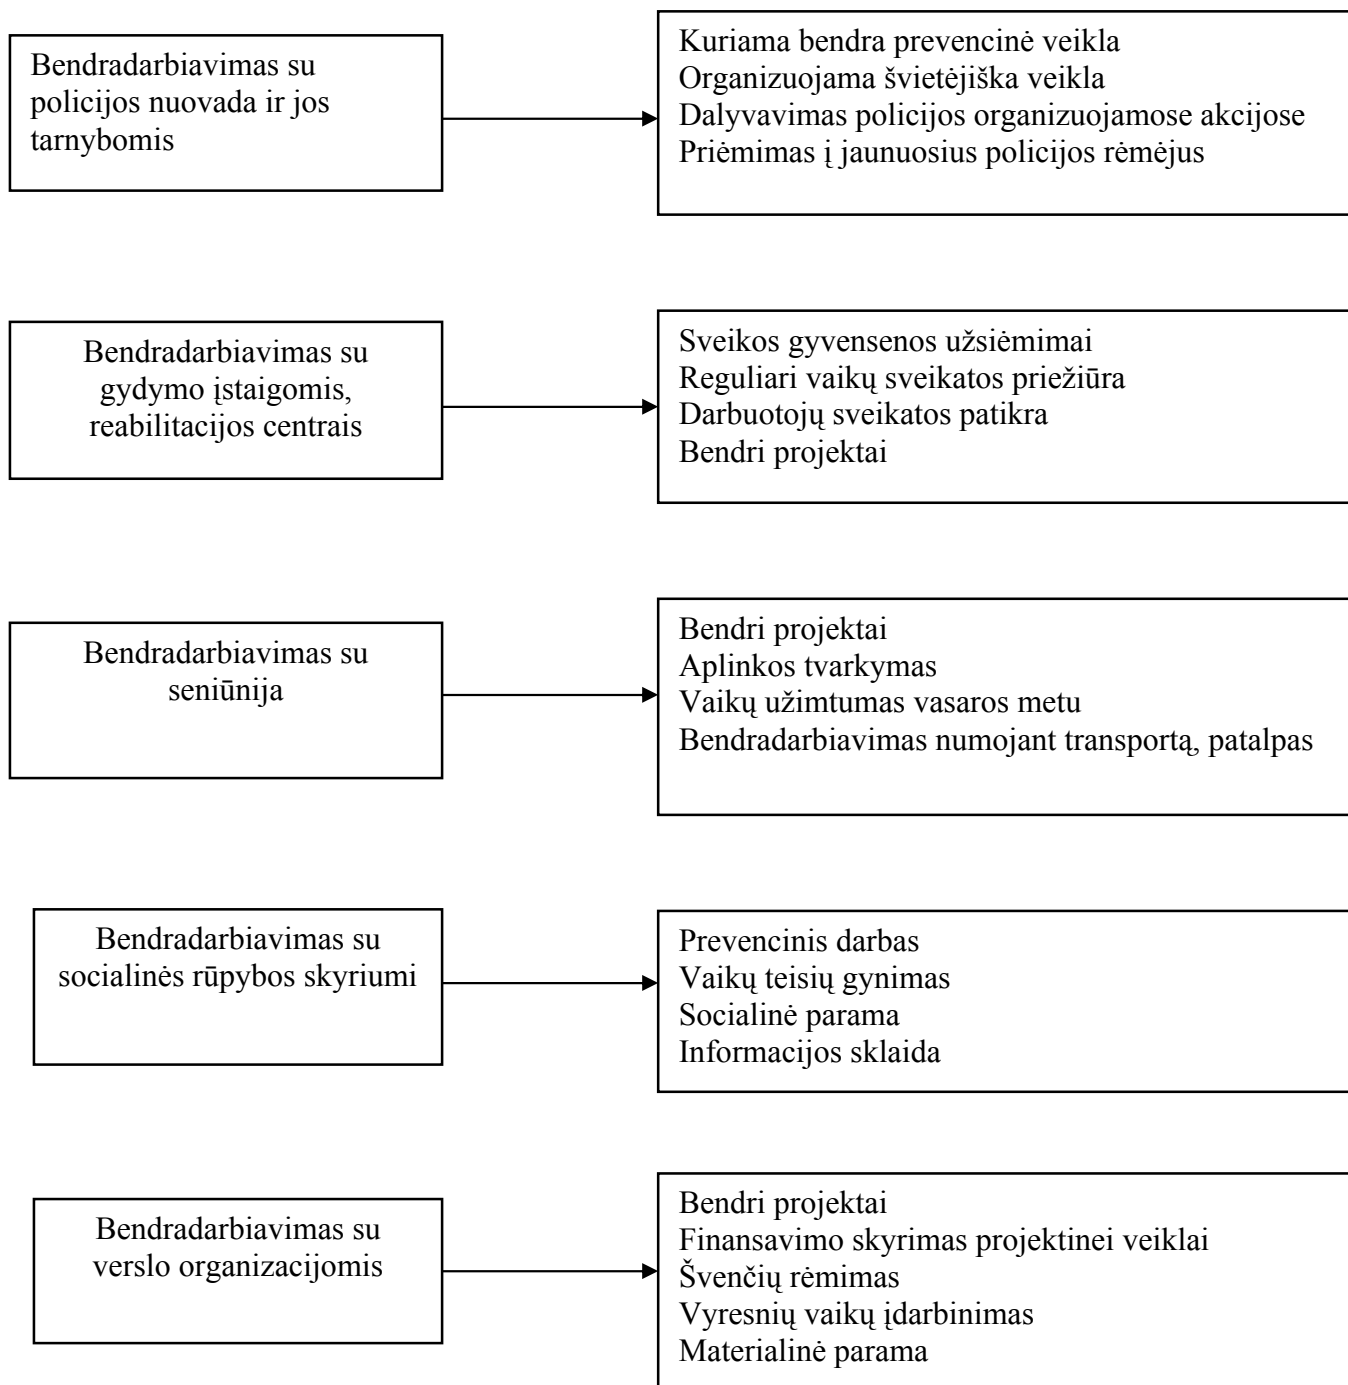 Bendradarbiavimas su
policijos nuovada ir jos
tarnybomis
Kuriama bendra prevencinė veikla
Organizuojama švietėjiška veikla
Dalyvavimas policijos organizuojamose akcijose
Priėmimas į jaunuosius policijos rėmėjus
Bendradarbiavimas su
gydymo įstaigomis,
reabilitacijos centrais
Sveikos gyvensenos užsiėmimai
Reguliari vaikų sveikatos priežiūra
Darbuotojų sveikatos patikra
Bendri projektai
Bendradarbiavimas su
seniūnija
Bendri projektai
Aplinkos tvarkymas
Vaikų užimtumas vasaros metu
Bendradarbiavimas numojant transportą, patalpas
Bendradarbiavimas su
socialinės rūpybos skyriumi
Prevencinis darbas
Vaikų teisių gynimas
Socialinė parama
Informacijos sklaida
Bendradarbiavimas su
verslo organizacijomis
Bendri projektai
Finansavimo skyrimas projektinei veiklai
Švenčių rėmimas
Vyresnių vaikų įdarbinimas
Materialinė parama